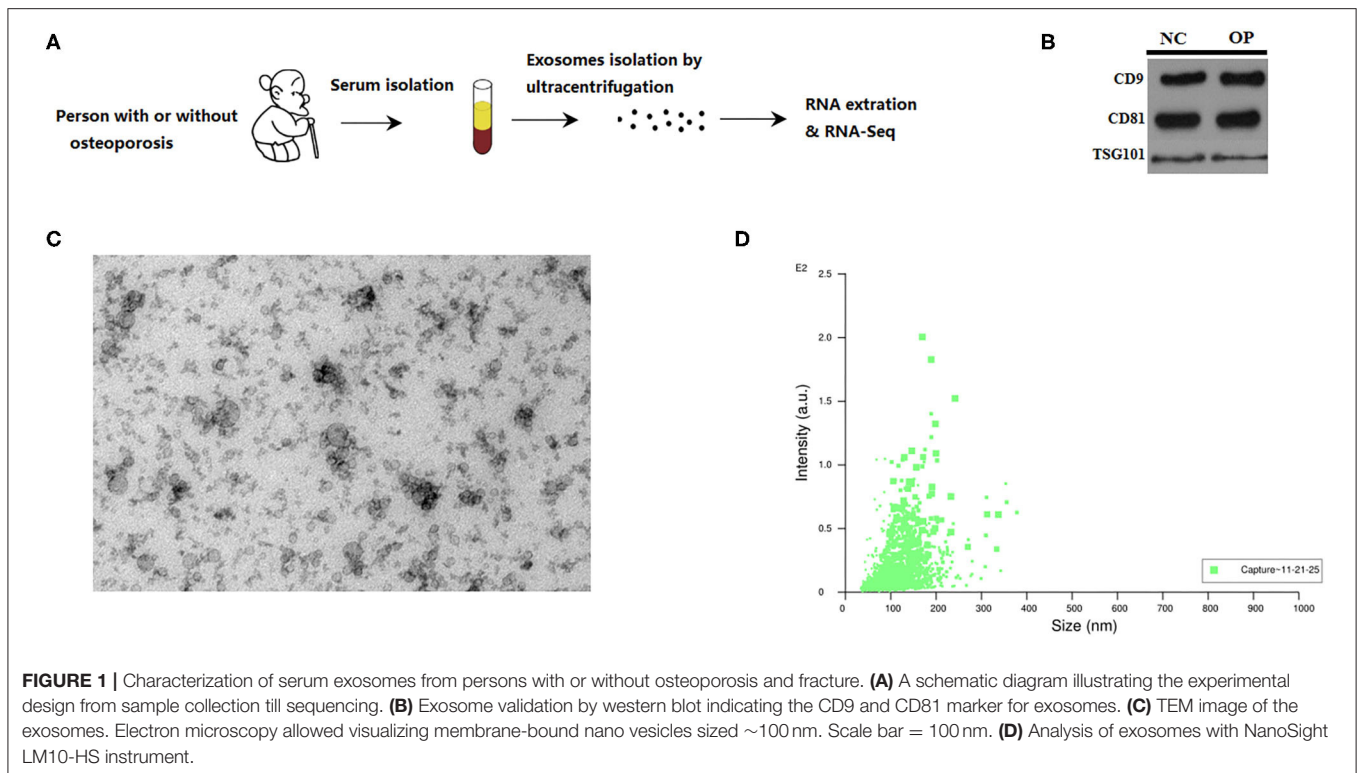 A
Person with or without
osteoporosis
Serum isolation
Exosomes isolation by
ultracentrifugation
RNA extration
& RNA-Seq
B
NC OP
CD9
CD81
TSG101
C
D
E2
2.5
2.0
1.5
1.0
0.5
0
Intensity (a.u.)
0 100 200 300 400 500 600 700 800 900 1000
Size (nm)
Capture~11-21-25
FIGURE 1 | Characterization of serum exosomes from persons with or without osteoporosis and fracture. (A) A schematic diagram illustrating the experimental
design from sample collection till sequencing. (B) Exosome validation by western blot indicating the CD9 and CD81 marker for exosomes. (C) TEM image of the
exosomes. Electron microscopy allowed visualizing membrane-bound nano vesicles sized ∼100 nm. Scale bar = 100 nm. (D) Analysis of exosomes with NanoSight
LM10-HS instrument.